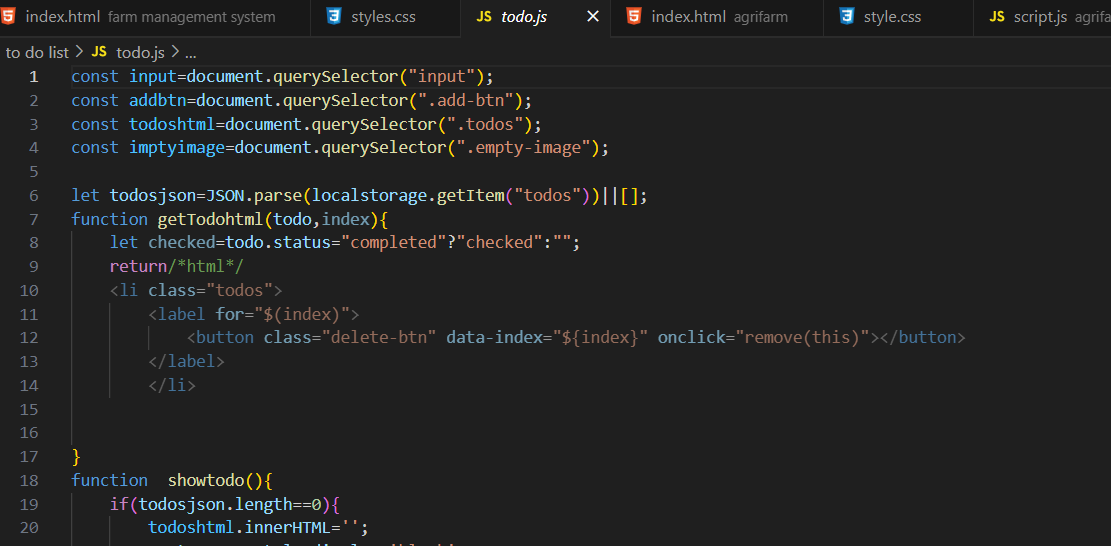 index.html farm management system styles.css todo.js index.html agrifarm style.css script.js agrifa
to do list > JS todo.js > ...
1 const input=document.querySelector("input");
2 const addbtn=document.querySelector(".add-btn");
3 const todoshtml=document.querySelector(".todos");
4 const imptyimage=document.querySelector(".empty-image");
5
6 let todosjson=JSON.parse(localstorage.getItem("todos"))||[];
7 function getTodohtml(todo,index){
8 let checked=todo.status="completed"?"checked":"";
9 return/*html*/
10 <li class="todos">
11 <label for="$(index)">
12 <button class="delete-btn" data-index="${index}" onclick="remove(this)"></button>
13 </label>
14 </li>
15
16
17 }
18 function  showtodo(){
19 if(todosjson.length==0){
20 todoshtml.innerHTML='';